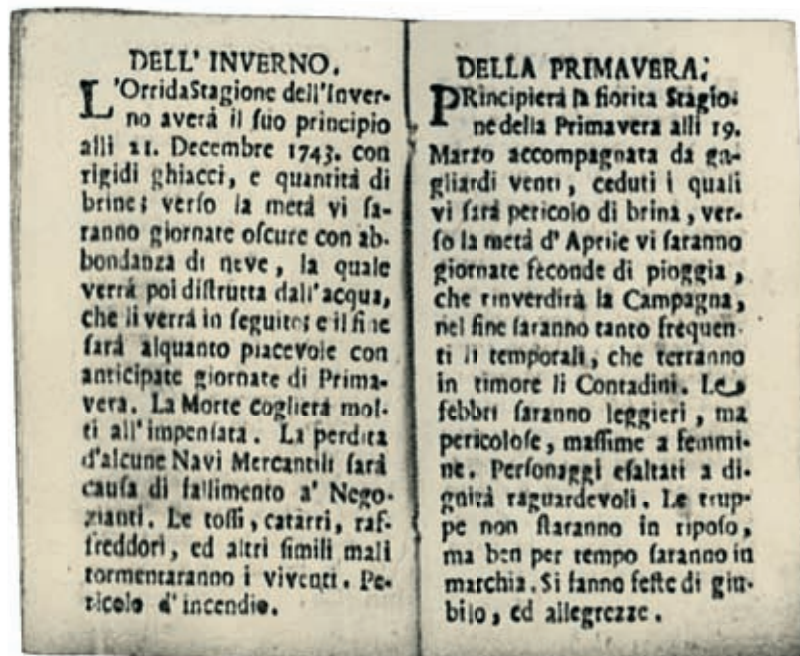 DELL' INVERNO.
L'Orrida Stagione dell'Inver-
no averà il ſuo principio
alli 21. Decembre 1743. con
rigidi ghiacci, e quantità di
brine; verſo la metà vi ſa-
ranno giornate oſcure con ab-
bondanza di neve, la quale
verrà poi diſtrutta dall'acqua,
che li verrà in ſeguito; e il fine
ſarà alquanto piacevole con
anticipate giornate di Prima-
vera. La Morte coglierà mol-
ti all'impenſata. La perdita
d'alcune Navi Mercantili ſarà
cauſa di fallimento a' Nego-
zianti. Le toſſi, catarri, raf-
freddori, ed altri ſimili mali
tormentaranno i viventi. Pe-
ricolo d'incendio.
DELLA PRIMAVERA.
PRincipierà la fiorita Stagio-
ne della Primavera alli 19.
Marzo accompagnata da ga-
gliardi venti, ceduti i quali
vi ſarà pericolo di brina, ver-
ſo la metà d'Aprile vi ſaranno
giornate feconde di pioggia,
che rinverdirà la Campagna,
nel fine ſaranno tanto frequen-
ti li temporali, che terranno
in timore li Contadini. Le
febbri ſaranno leggieri, ma
pericoloſe, maſſime a femmi-
ne. Perſonaggi eſaltati a di-
gnità raguardevoli. Le trup-
pe non ſtaranno in ripoſo,
ma ben per tempo ſaranno in
marchia. Si fanno feſte di giu-
bilo, ed allegrezze.